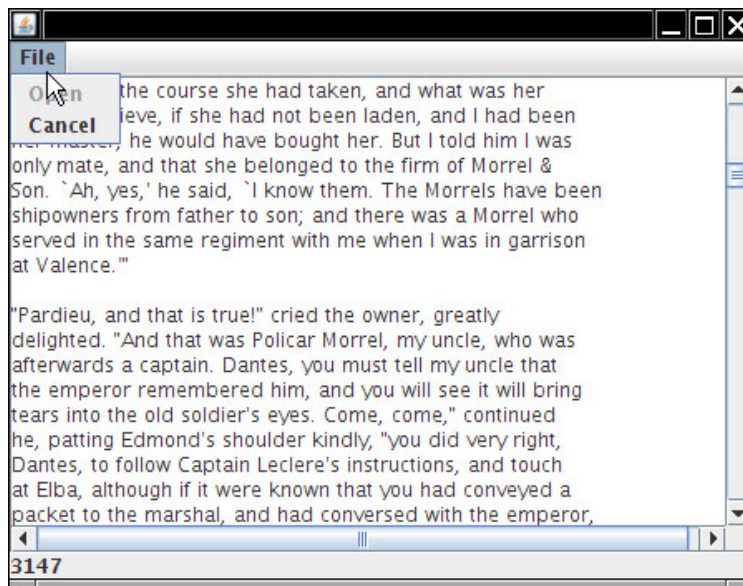 File
Open
Cancel
the course she had taken, and what was her
ieve, if she had not been laden, and I had been
her master, he would have bought her. But I told him I was
only mate, and that she belonged to the firm of Morrel &
Son. `Ah, yes,' he said, `I know them. The Morrels have been
shipowners from father to son; and there was a Morrel who
served in the same regiment with me when I was in garrison
at Valence.'"
"Pardieu, and that is true!" cried the owner, greatly
delighted. "And that was Policar Morrel, my uncle, who was
afterwards a captain. Dantes, you must tell my uncle that
the emperor remembered him, and you will see it will bring
tears into the old soldier's eyes. Come, come," continued
he, patting Edmond's shoulder kindly, "you did very right,
Dantes, to follow Captain Leclere's instructions, and touch
at Elba, although if it were known that you had conveyed a
packet to the marshal, and had conversed with the emperor,
3147